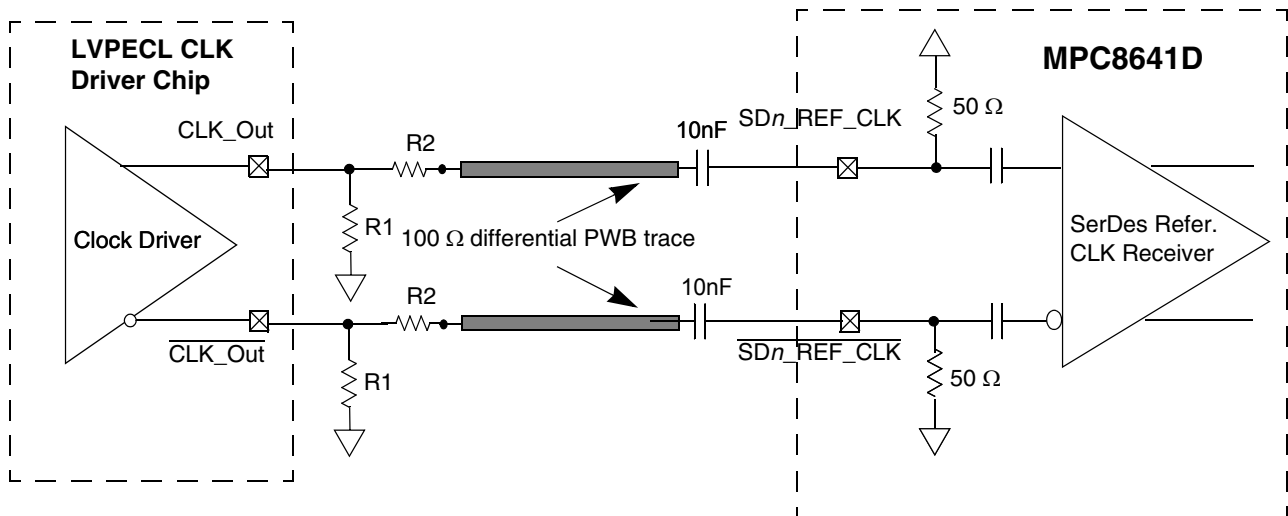 LVPECL CLK
Driver Chip
MPC8641D
CLK_Out
R2
10nF
SDn_REF_CLK
50 Ω
Clock Driver
R1
100 Ω differential PWB trace
SerDes Refer.
CLK Receiver
R2
10nF
CLK_Out
SDn_REF_CLK
R1
50 Ω